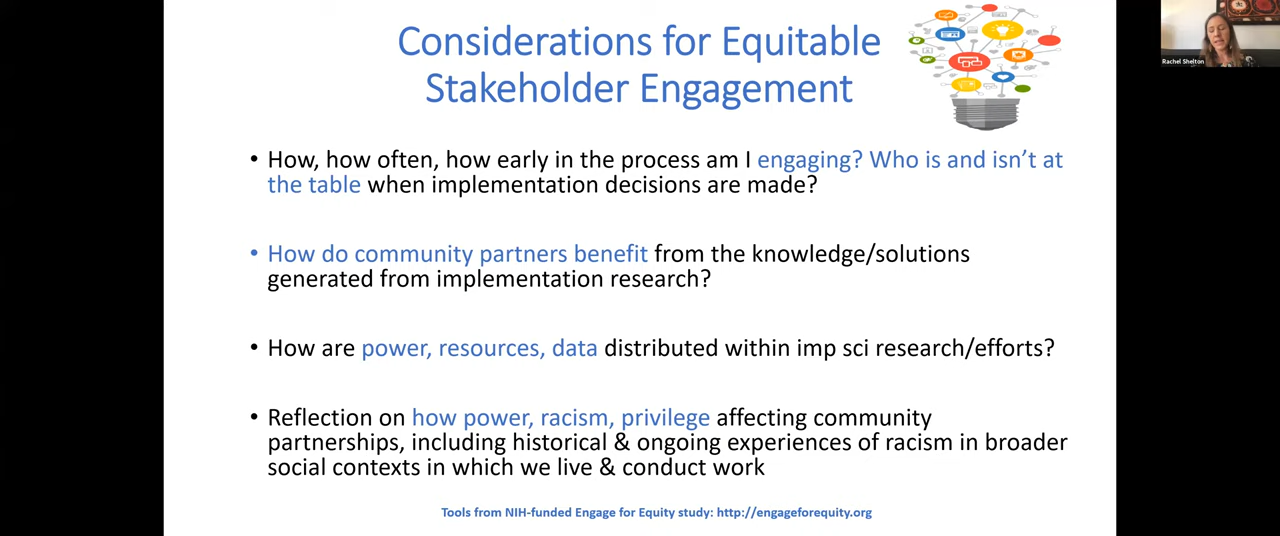 Considerations for Equitable
Stakeholder Engagement
Rachel Shelton
• How, how often, how early in the process am I engaging? Who is and isn’t at
the table when implementation decisions are made?
• How do community partners benefit from the knowledge/solutions
generated from implementation research?
• How are power, resources, data distributed within imp sci research/efforts?
• Reflection on how power, racism, privilege affecting community
partnerships, including historical & ongoing experiences of racism in broader
social contexts in which we live & conduct work
Tools from NIH-funded Engage for Equity study: http://engageforequity.org